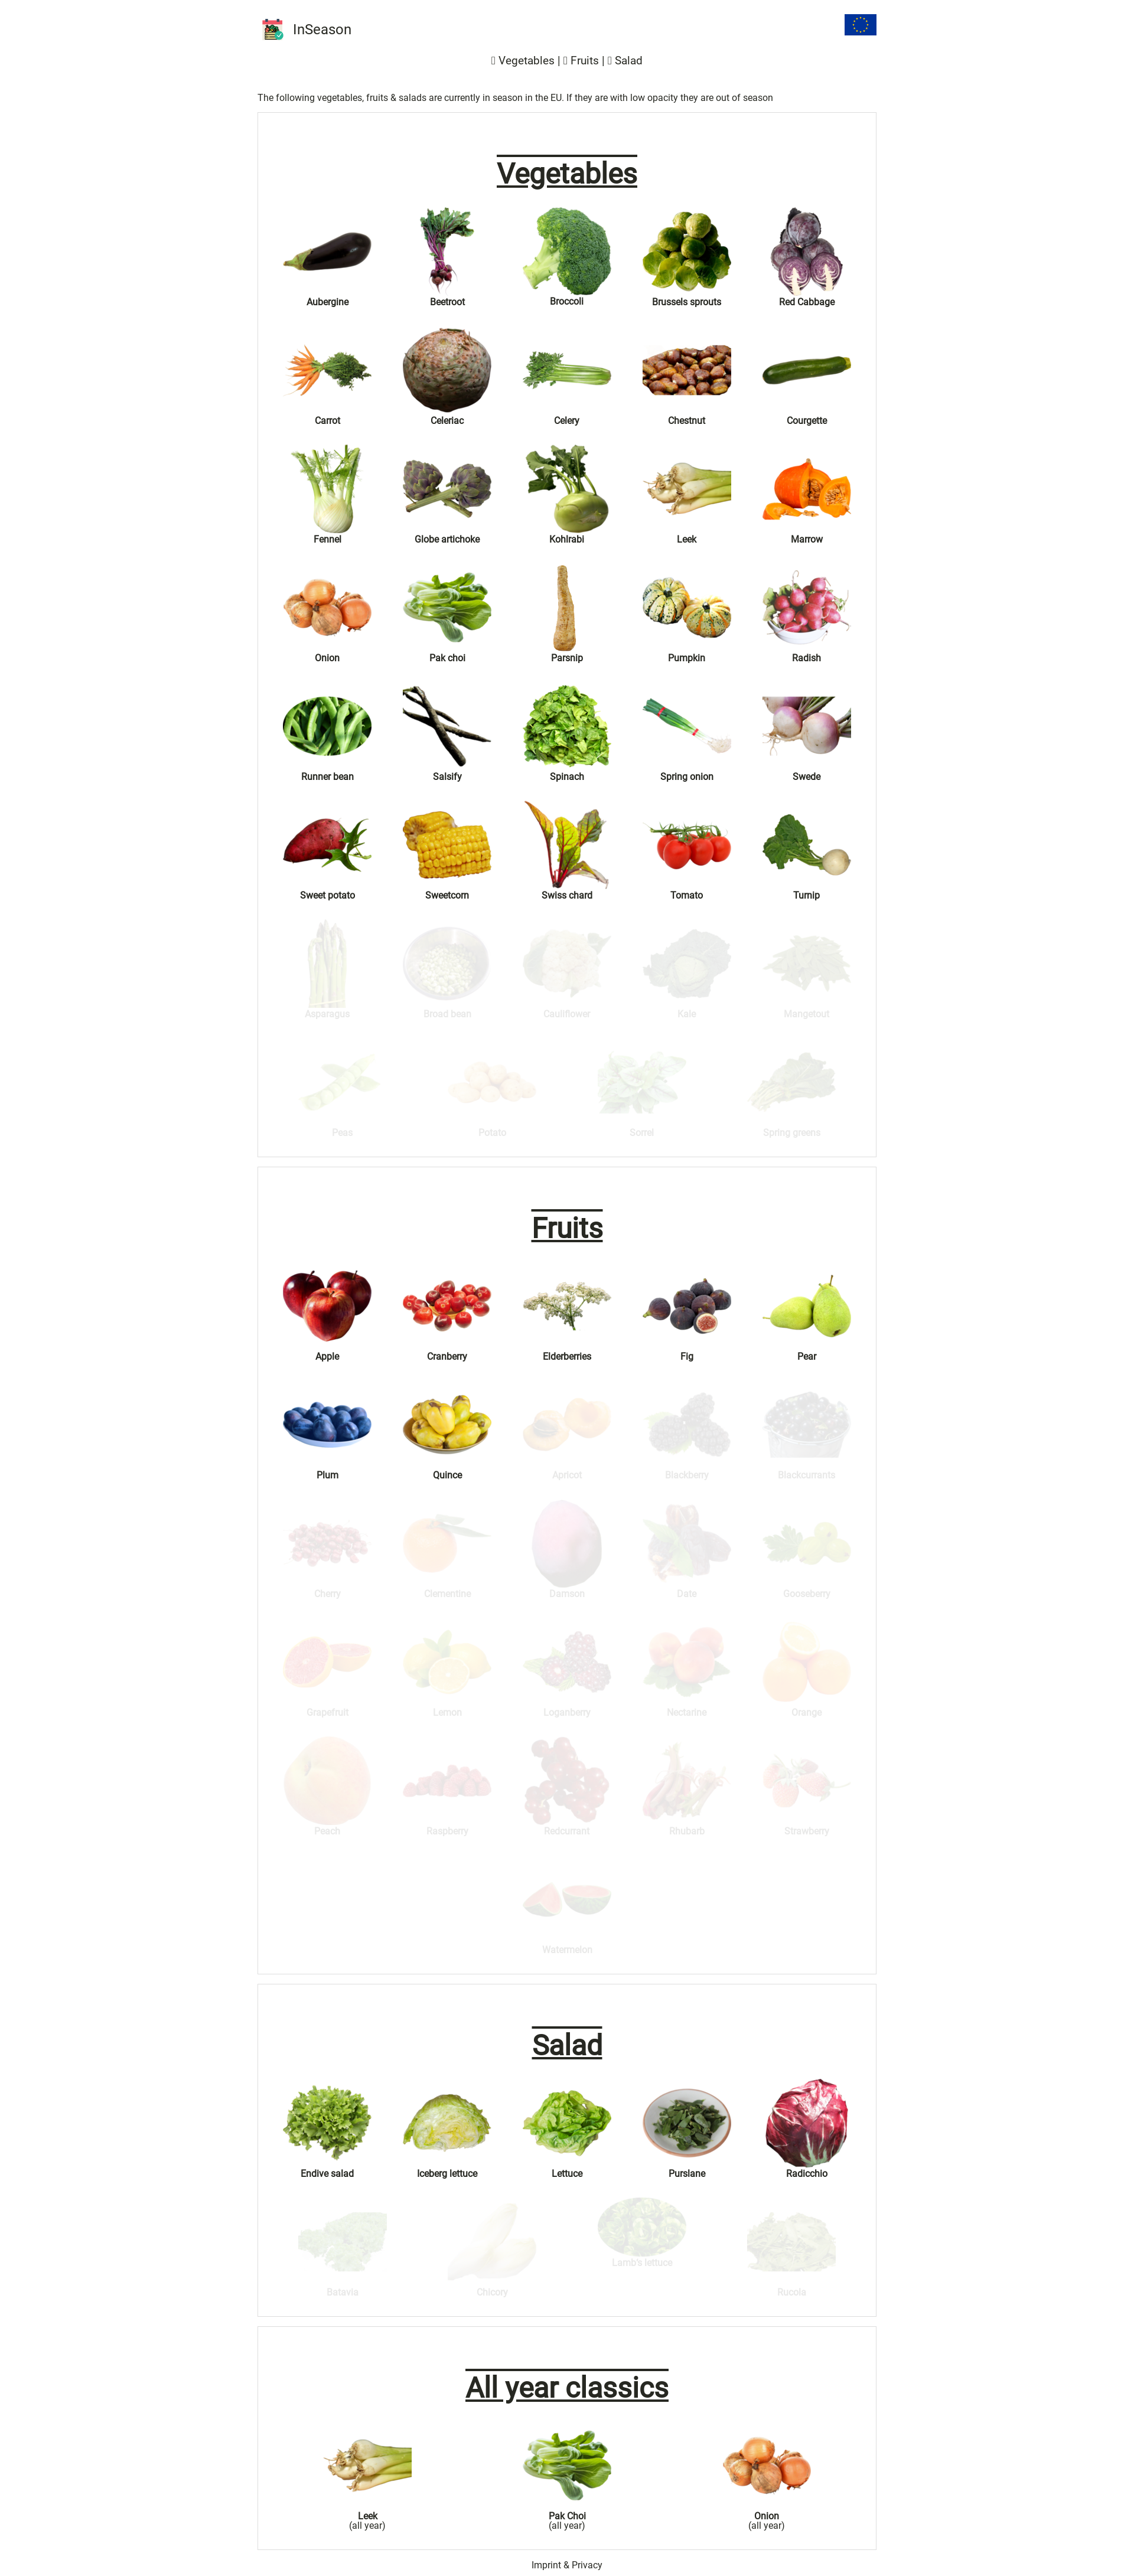 InSeason
Vegetables | Fruits | Salad
The following vegetables, fruits & salads are currently in season in the EU. If they are with low opacity they are out of season
Vegetables
Aubergine Beetroot Broccoli Brussels sprouts Red Cabbage
Carrot Celeriac Celery Chestnut Courgette
Fennel Globe artichoke Kohlrabi Leek Marrow
Onion Pak choi Parsnip Pumpkin Radish
Runner bean Salsify Spinach Spring onion Swede
Sweet potato Sweetcorn Swiss chard Tomato Turnip
Asparagus Broad bean Cauliflower Kale Mangetout
Peas Potato Sorrel Spring greens
Fruits
Apple Cranberry Elderberries Fig Pear
Plum Quince Apricot Blackberry Blackcurrants
Cherry Clementine Damson Date Gooseberry
Grapefruit Lemon Loganberry Nectarine Orange
Peach Raspberry Redcurrant Rhubarb Strawberry
Watermelon
Salad
Endive salad Iceberg lettuce Lettuce Purslane Radicchio
Batavia Chicory Lamb's lettuce Rucola
All year classics
Leek Pak Choi Onion
(all year) (all year) (all year)
Imprint & Privacy